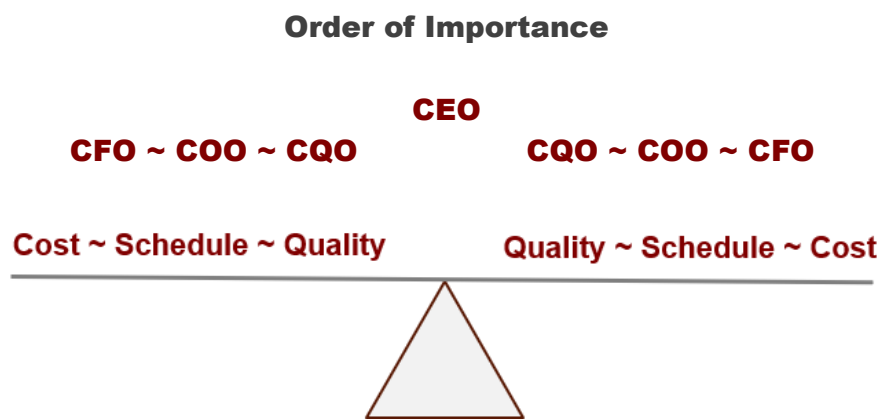 Order of Importance
CEO
CFO ~ COO ~ CQO
CQO ~ COO ~ CFO
Cost ~ Schedule ~ Quality
Quality ~ Schedule ~ Cost